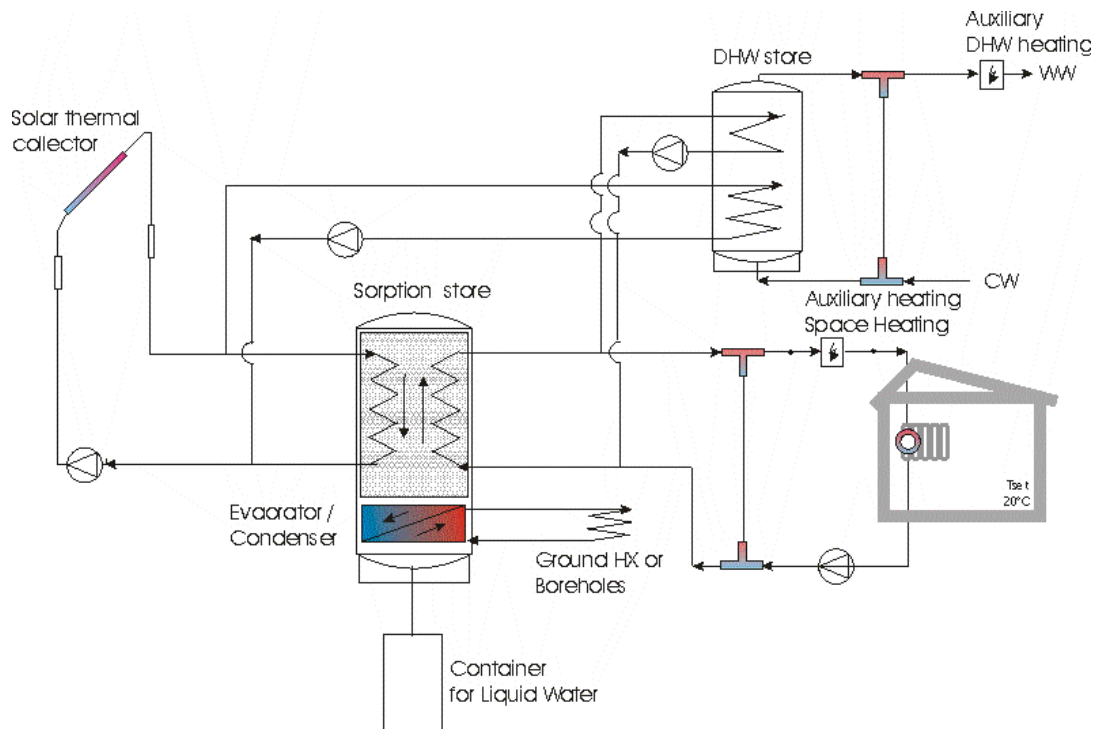 Auxiliary
DHW heating
WW
DHW store
Solar thermal
collector
CW
Sorption store
Auxiliary heating
Space Heating
Tset
20°C
Evaorator /
Condenser
Ground HX or
Boreholes
Container
for Liquid Water